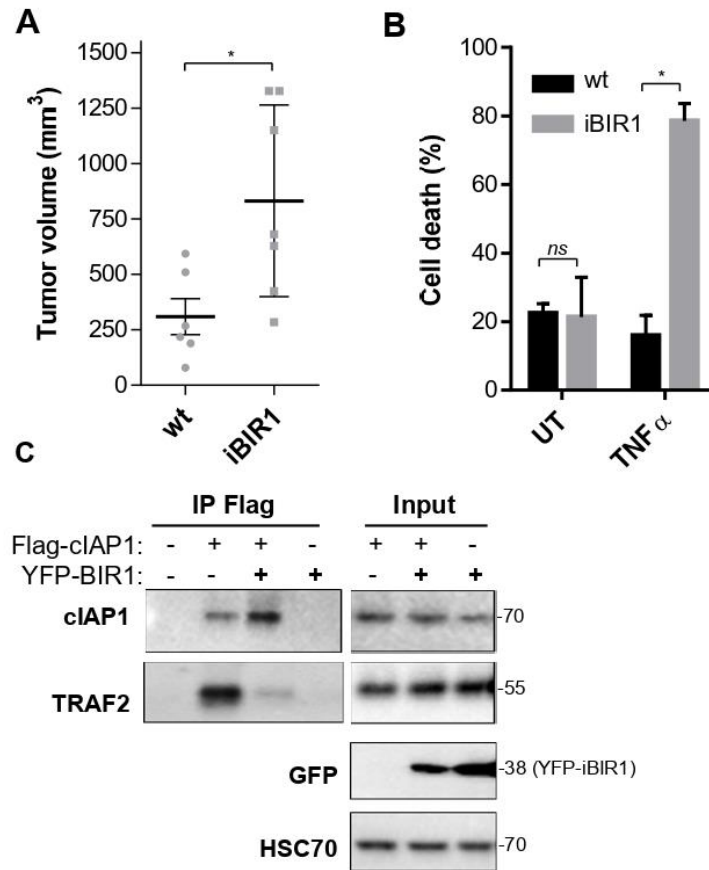 A
Tumor volume (mm³)
1500
1250
1000
750
500
250
0
*
wt
iBIR1
B
Cell death (%)
100
80
60
40
20
0
wt
iBIR1
ns
*
UT
TNFα
C
IP Flag Input
Flag-cIAP1: - + + - + + -
YFP-BIR1: - - + + - + +
cIAP1 -70
TRAF2 -55
GFP -38 (YFP-iBIR1)
HSC70 -70